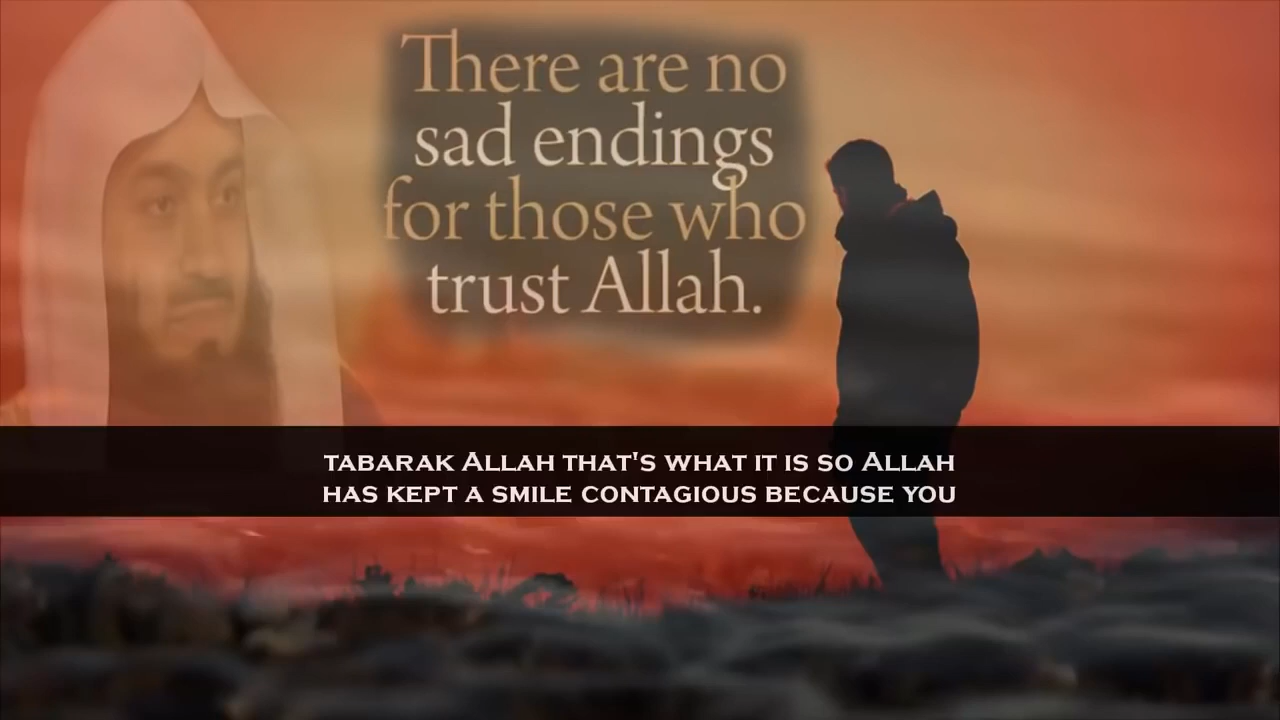 There are no
sad endings
for those who
trust Allah.
TABARAK ALLAH THAT'S WHAT IT IS SO ALLAH
HAS KEPT A SMILE CONTAGIOUS BECAUSE YOU